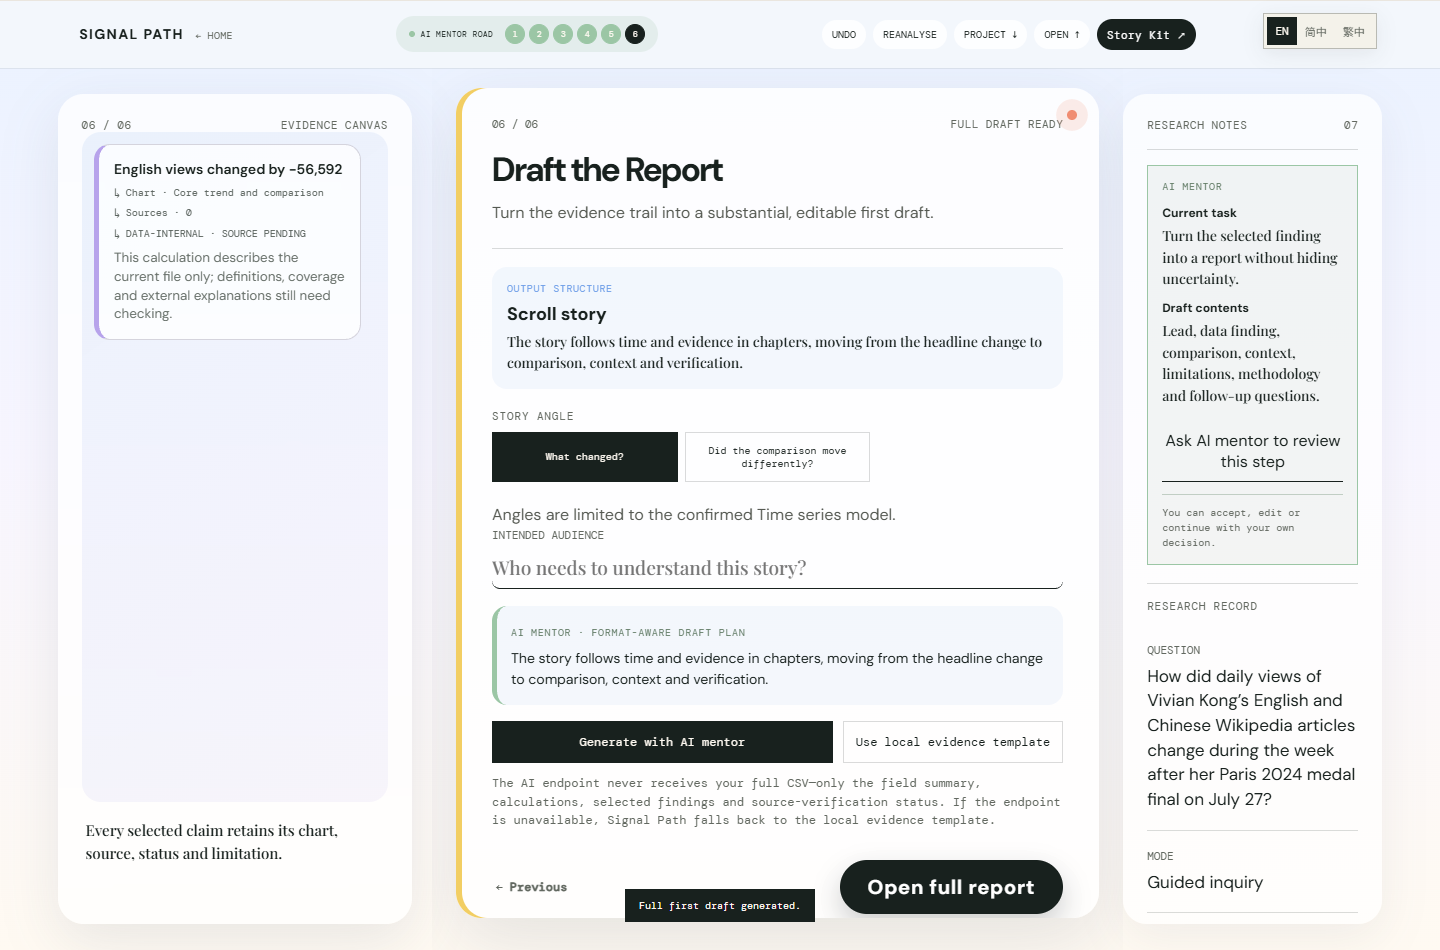 SIGNAL PATH ← HOME
AI MENTOR ROAD 1 2 3 4 5 6
UNDO REANALYSE PROJECT ↓ OPEN ↑ Story Kit ↗
EN 简中 繁中
06 / 06 EVIDENCE CANVAS
English views changed by -56,592
↳ Chart · Core trend and comparison
↳ Sources · 0
↳ DATA-INTERNAL · SOURCE PENDING
This calculation describes the
current file only; definitions, coverage
and external explanations still need
checking.
Every selected claim retains its chart,
source, status and limitation.
06 / 06 FULL DRAFT READY
Draft the Report
Turn the evidence trail into a substantial, editable first draft.
OUTPUT STRUCTURE
Scroll story
The story follows time and evidence in chapters, moving from the headline change to
comparison, context and verification.
STORY ANGLE
What changed?
Did the comparison move
differently?
Angles are limited to the confirmed Time series model.
INTENDED AUDIENCE
Who needs to understand this story?
AI MENTOR · FORMAT-AWARE DRAFT PLAN
The story follows time and evidence in chapters, moving from the headline change
to comparison, context and verification.
Generate with AI mentor
Use local evidence template
The AI endpoint never receives your full CSV—only the field summary,
calculations, selected findings and source-verification status. If the endpoint
is unavailable, Signal Path falls back to the local evidence template.
← Previous
Open full report
Full first draft generated.
RESEARCH NOTES 07
AI MENTOR
Current task
Turn the selected finding
into a report without hiding
uncertainty.
Draft contents
Lead, data finding,
comparison, context,
limitations, methodology
and follow-up questions.
Ask AI mentor to review
this step
You can accept, edit or
continue with your own
decision.
RESEARCH RECORD
QUESTION
How did daily views of
Vivian Kong’s English and
Chinese Wikipedia articles
change during the week
after her Paris 2024 medal
final on July 27?
MODE
Guided inquiry